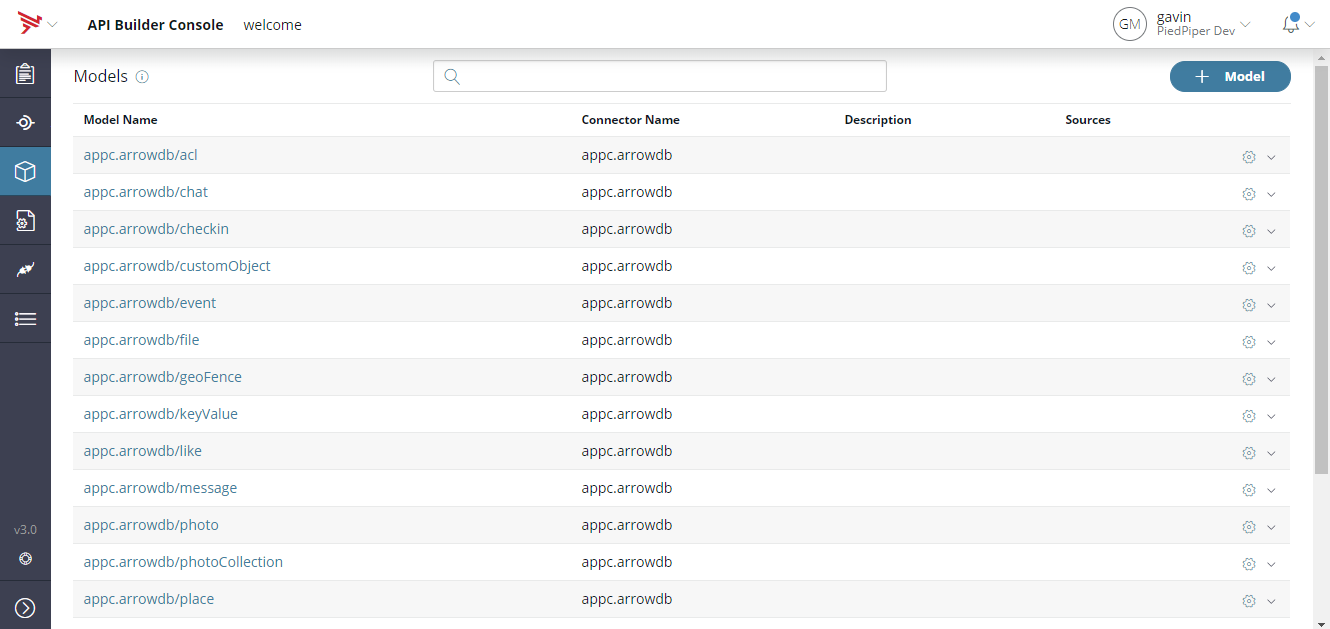 API Builder Console welcome
GM gavin
PiedPiper Dev
Models
Model
Model Name Connector Name Description Sources
appc.arrowdb/acl appc.arrowdb
appc.arrowdb/chat appc.arrowdb
appc.arrowdb/checkin appc.arrowdb
appc.arrowdb/customObject appc.arrowdb
appc.arrowdb/event appc.arrowdb
appc.arrowdb/file appc.arrowdb
appc.arrowdb/geoFence appc.arrowdb
appc.arrowdb/keyValue appc.arrowdb
appc.arrowdb/like appc.arrowdb
appc.arrowdb/message appc.arrowdb
appc.arrowdb/photo appc.arrowdb
appc.arrowdb/photoCollection appc.arrowdb
appc.arrowdb/place appc.arrowdb
v3.0